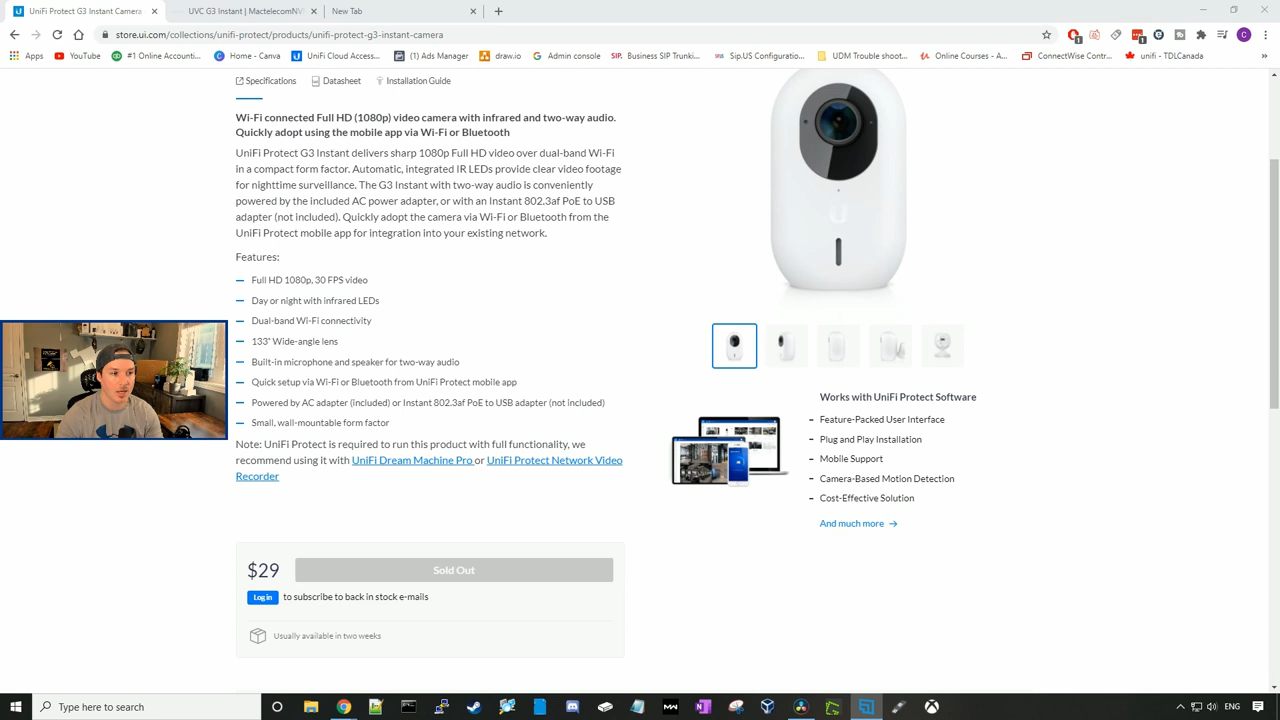 UniFi Protect G3 Instant Camera
UVC G3 Instant | MactelecomNV
New Tab
store.ui.com/collections/unifi-protect/products/unifi-protect-g3-instant-camera
Apps
YouTube
#1 Online Accounti...
Home - Canva
UniFi Cloud Access...
(1) Ads Manager
draw.io
Admin console
SIP. Business SIP Trunki...
Sip.US Configuratio...
UDM Trouble shoot...
Online Courses - A...
ConnectWise Contr...
unifi - TDLCanada
Specifications
Datasheet
Installation Guide
Wi-Fi connected Full HD (1080p) video camera with infrared and two-way audio.
Quickly adopt using the mobile app via Wi-Fi or Bluetooth
UniFi Protect G3 Instant delivers sharp 1080p Full HD video over dual-band Wi-Fi
in a compact form factor. Automatic, integrated IR LEDs provide clear video footage
for nighttime surveillance. The G3 Instant with two-way audio is conveniently
powered by the included AC power adapter, or with an Instant 802.3af PoE to USB
adapter (not included). Quickly adopt the camera via Wi-Fi or Bluetooth from the
UniFi Protect mobile app for integration into your existing network.
Features:
Full HD 1080p, 30 FPS video
Day or night with infrared LEDs
Dual-band Wi-Fi connectivity
133° Wide-angle lens
Built-in microphone and speaker for two-way audio
Quick setup via Wi-Fi or Bluetooth from UniFi Protect mobile app
Powered by AC adapter (included) or Instant 802.3af PoE to USB adapter (not included)
Small, wall-mountable form factor
Note: UniFi Protect is required to run this product with full functionality, we
recommend using it with UniFi Dream Machine Pro or UniFi Protect Network Video
Recorder
Works with UniFi Protect Software
Feature-Packed User Interface
Plug and Play Installation
Mobile Support
Camera-Based Motion Detection
Cost-Effective Solution
And much more
$29
Sold Out
Log in to subscribe to back in stock e-mails
Usually available in two weeks
Type here to search
ENG